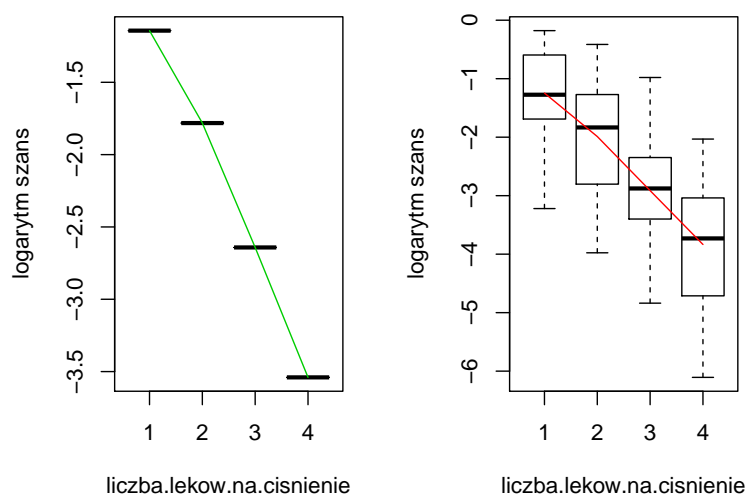 logarytm szans
−1.5
−2.0
−2.5
−3.0
−3.5
1 2 3 4
liczba.lekow.na.cisnienie
logarytm szans
0
−1
−2
−3
−4
−5
−6
1 2 3 4
liczba.lekow.na.cisnienie